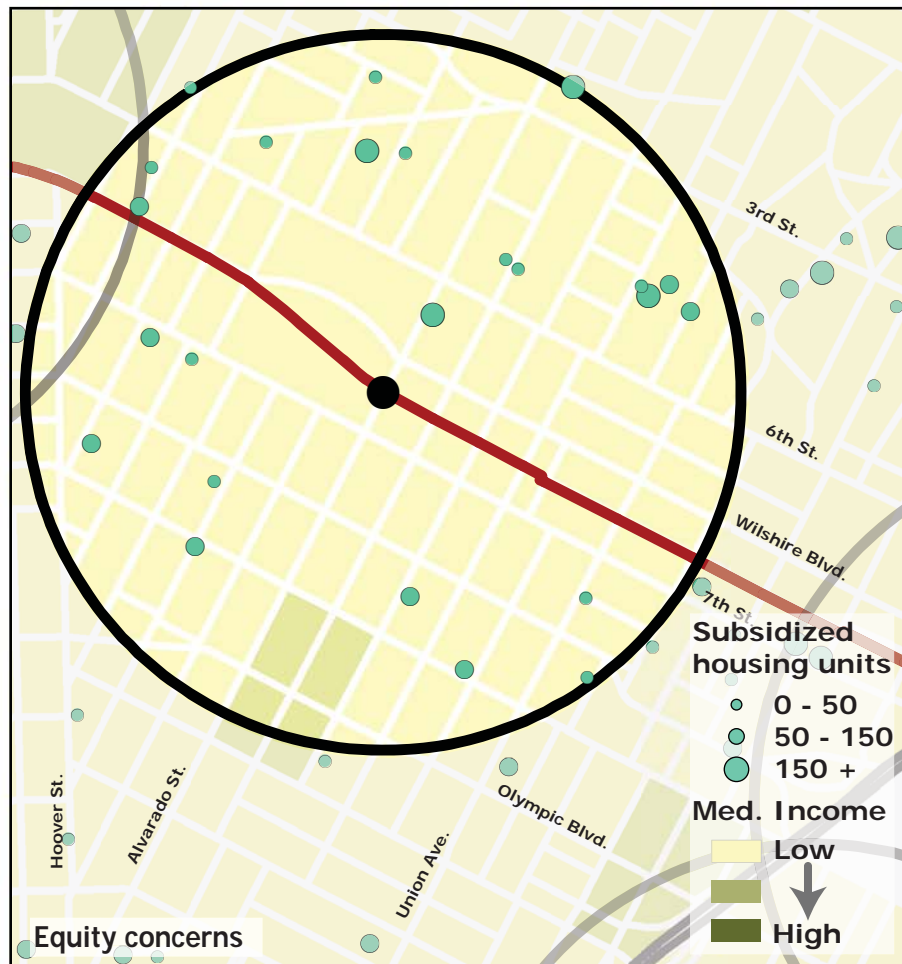 3rd St.
6th St.
Wilshire Blvd.
7th St.
Subsidized
housing units
0 - 50
50 - 150
150 +
Med. Income
Low
High
Hoover St.
Alvarado St.
Union Ave.
Olympic Blvd.
Equity concerns